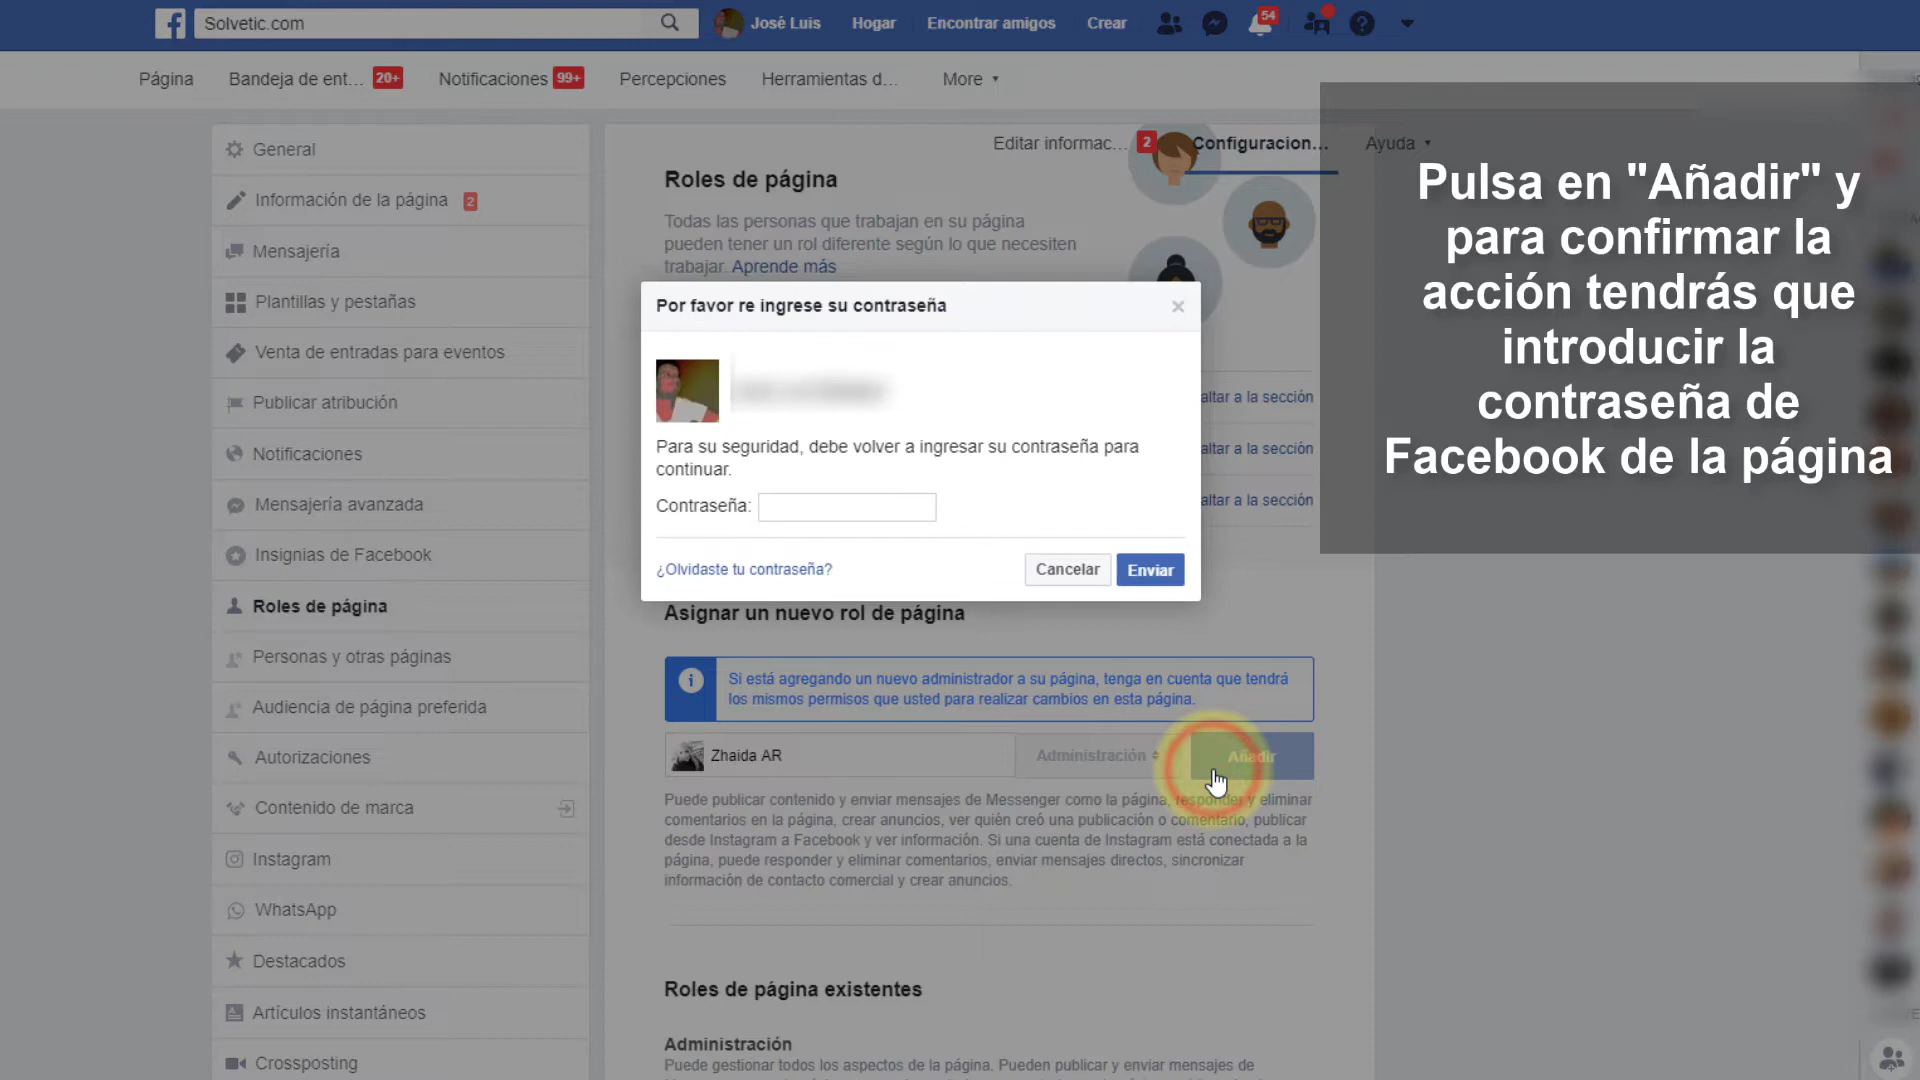 Solvetic.com
José Luis
Hogar
Encontrar amigos
Crear
54
Página
Bandeja de ent... 20+
Notificaciones 99+
Percepciones
Herramientas d...
More
Editar informac... 2
Configuracion...
Ayuda
General
Información de la página 2
Mensajería
Plantillas y pestañas
Venta de entradas para eventos
Publicar atribución
Notificaciones
Mensajería avanzada
Insignias de Facebook
Roles de página
Personas y otras páginas
Audiencia de página preferida
Autorizaciones
Contenido de marca
Instagram
WhatsApp
Destacados
Artículos instantáneos
Crossposting
Roles de página
Todas las personas que trabajan en su página
pueden tener un rol diferente según lo que necesiten
trabajar. Aprende más
Por favor re ingrese su contraseña
Para su seguridad, debe volver a ingresar su contraseña para
continuar.
Contraseña:
¿Olvidaste tu contraseña?
Cancelar
Enviar
altar a la sección
altar a la sección
altar a la sección
Asignar un nuevo rol de página
Si está agregando un nuevo administrador a su página, tenga en cuenta que tendrá
los mismos permisos que usted para realizar cambios en esta página.
Zhaida AR
Administración
Añadir
Puede publicar contenido y enviar mensajes de Messenger como la página, responder y eliminar
comentarios en la página, crear anuncios, ver quién creó una publicación o comentario, publicar
desde Instagram a Facebook y ver información. Si una cuenta de Instagram está conectada a la
página, puede responder y eliminar comentarios, enviar mensajes directos, sincronizar
información de contacto comercial y crear anuncios.
Roles de página existentes
Administración
Puede gestionar todos los aspectos de la página. Pueden publicar y enviar mensajes de
Pulsa en "Añadir" y
para confirmar la
acción tendrás que
introducir la
contraseña de
Facebook de la página